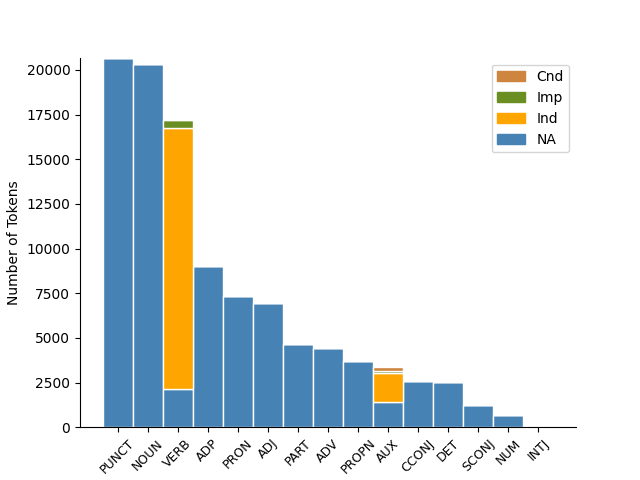 Cnd
Imp
Ind
NA
20000
17500
15000
12500
10000
7500
5000
2500
0
Number of Tokens
PUNCT
NOUN
VERB
ADP
PRON
ADJ
PART
ADV
PROPN
AUX
CCONJ
DET
SCONJ
NUM
INTJ